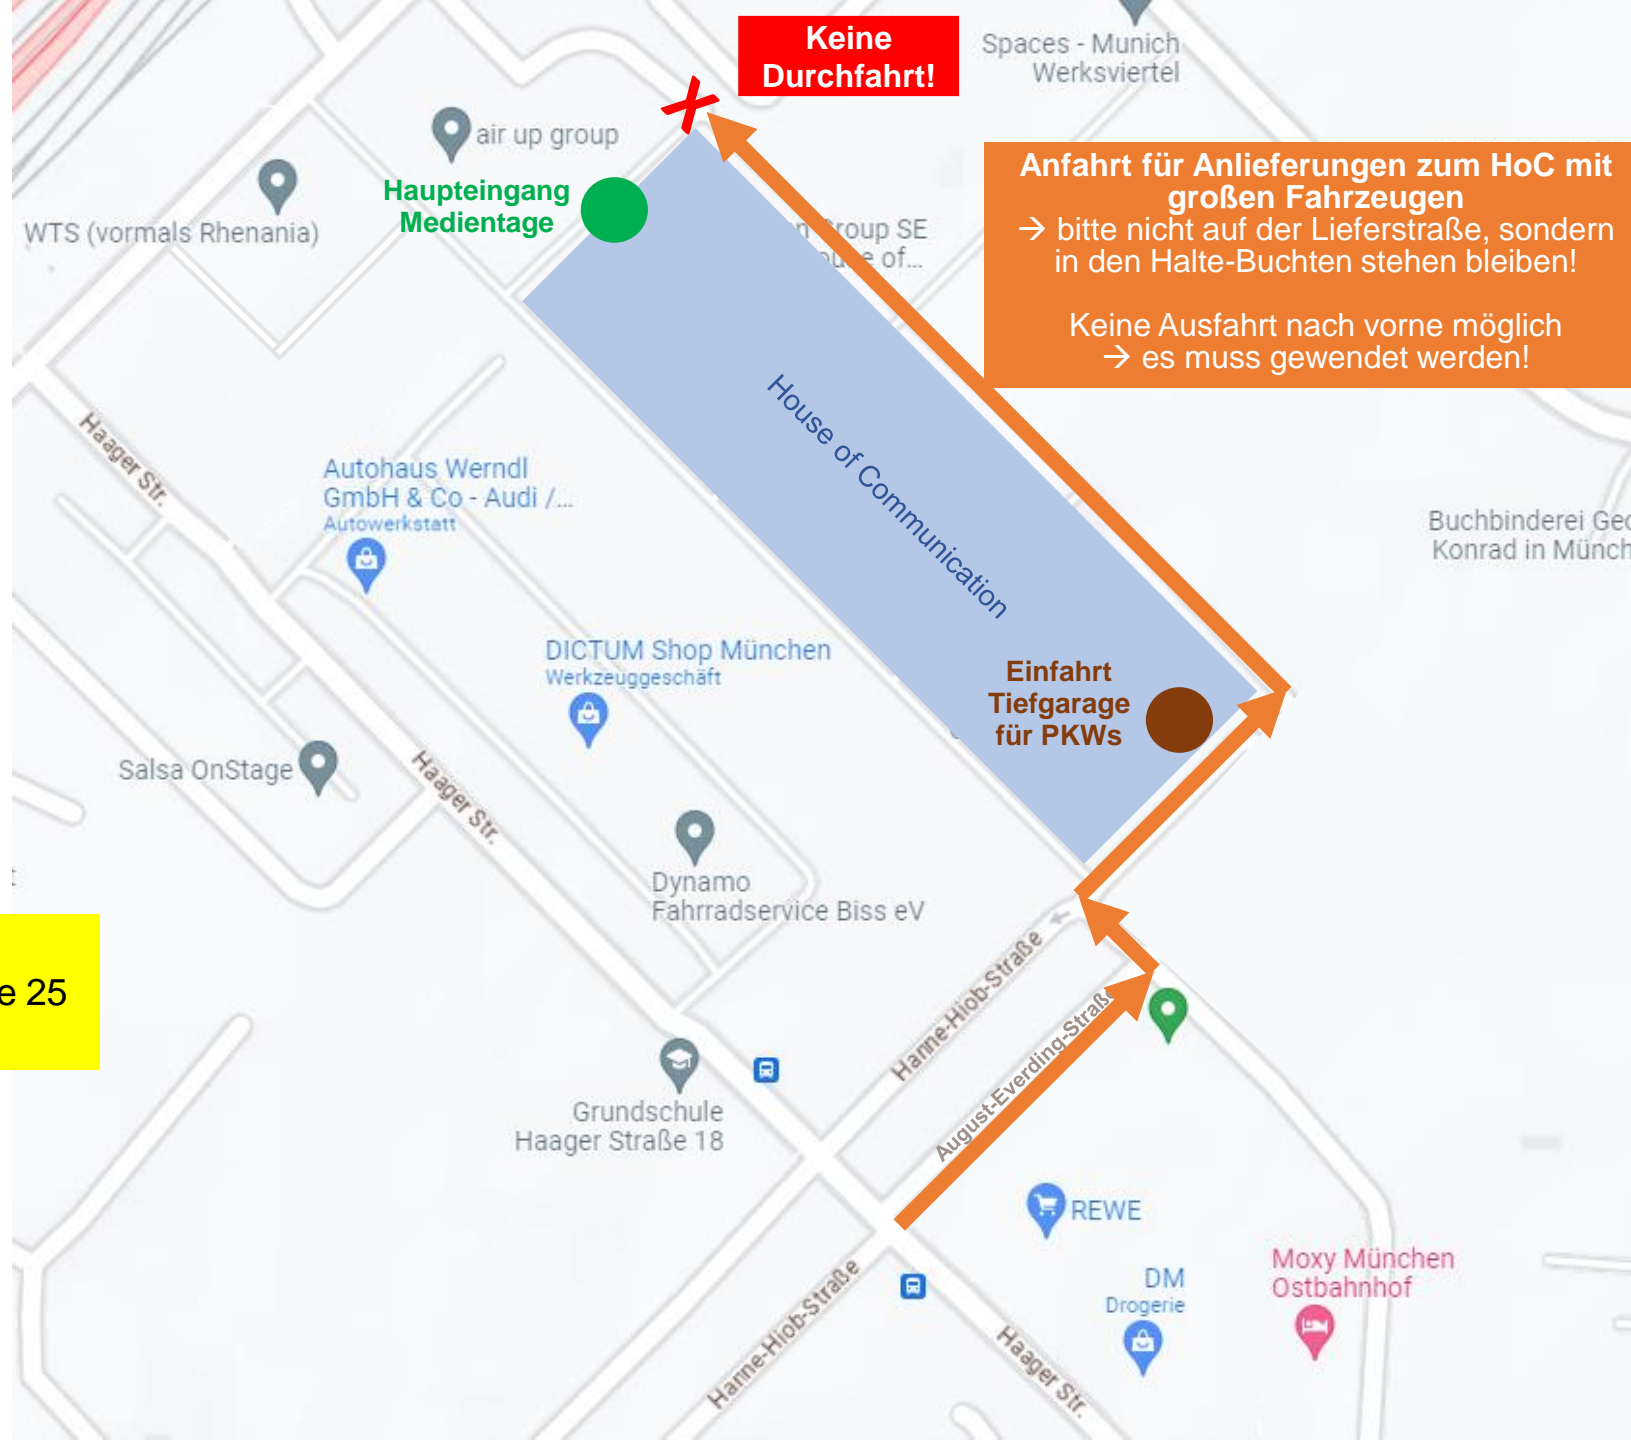 Keine
Durchfahrt!
Spaces - Munich
Werksviertel
air up group
Anfahrt für Anlieferungen zum HoC mit
großen Fahrzeugen
→ bitte nicht auf der Lieferstraße, sondern
in den Halte-Buchten stehen bleiben!
Keine Ausfahrt nach vorne möglich
→ es muss gewendet werden!
Haupteingang
Medientage
WTS (vormals Rhenania)
Group SE
of...
House of Communication
Haager Str.
Autohaus Werndl
GmbH & Co - Audi /...
Autowerkstatt
Buchbinderei
Konrad in
DICTUM Shop München
Werkzeuggeschäft
Einfahrt
Tiefgarage
für PKWs
Salsa OnStage
Haager Str.
Dynamo
Fahrradservice Biss eV
e 25
Hanne-Hiob-Straße
August-Everding-Straße
Grundschule
Haager Straße 18
REWE
DM
Drogerie
Moxy München
Ostbahnhof
Hanne-Hiob-Straße
Haager Str.